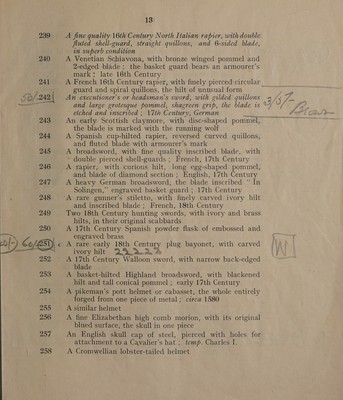 13
239 A fine quality 16th Century North Italian rapier, with double
fluted shell-guard, straight quillons, and 6-sided blade,
in superb condition
240 A Venetian Schiavona, with bronze winged pommel and
2-edged blade ; the basket guard bears an armourer's
mark ; late 16th Century
241 A French 16th Century rapier, with finely pierced circular
guard and spiral quillons, the hilt of unusual form
50/- 242 An executioner's or headsman's sword, with gilded quillons
and large grotesque pommel, shagreen grip, the blade is
etched and inscribed ; 17th Century, German
243 An early Scottish claymore, with disc-shaped pommel,
the blade is marked with the running wolf
244 A Spanish cup-hilted rapier, reversed carved quillons,
and fluted blade with armourer's mark
245 A broadsword, with fine quality inscribed blade, with
double pierced shell-guards ; French, 17th Century
246 A rapier, with curious hilt, long egg-shaped pommel,
and blade of diamond section ; English, 17th Century
247 A heavy German broadsword, the blade inscribed " In
Solingen," engraved basket guard ; 17th Century
248 A rare gunner's stiletto, with finely carved ivory hilt
and inscribed blade ; French, 18th Century
249 Two 18th Century hunting swords, with ivory and brass
hilts, in their original scabbards
250 A 17th Century Spanish powder flask of embossed and
engraved brass
251 A rare early 18th Century plug bayonet, with carved
ivory hilt
W
252 A 17th Century Walloon sword, with narrow back-edged
blade
253 A basket-hilted Highland broadsword, with blackened
hilt and tall conical pommel ; early 17th Century
254 A pikeman's port helmet or cabasset, the whole entirely
forged from one piece of metal ; circa 1580
255 A similar helmet
256 A fine Elizabethan high comb morion, with its original
blued surface, the skull in one piece
257 An English skull cap of steel, pierced with holes for
attachment to a Cavalier's hat ; temp. Charles I.
258 A Cromwellian lobster-tailed helmet